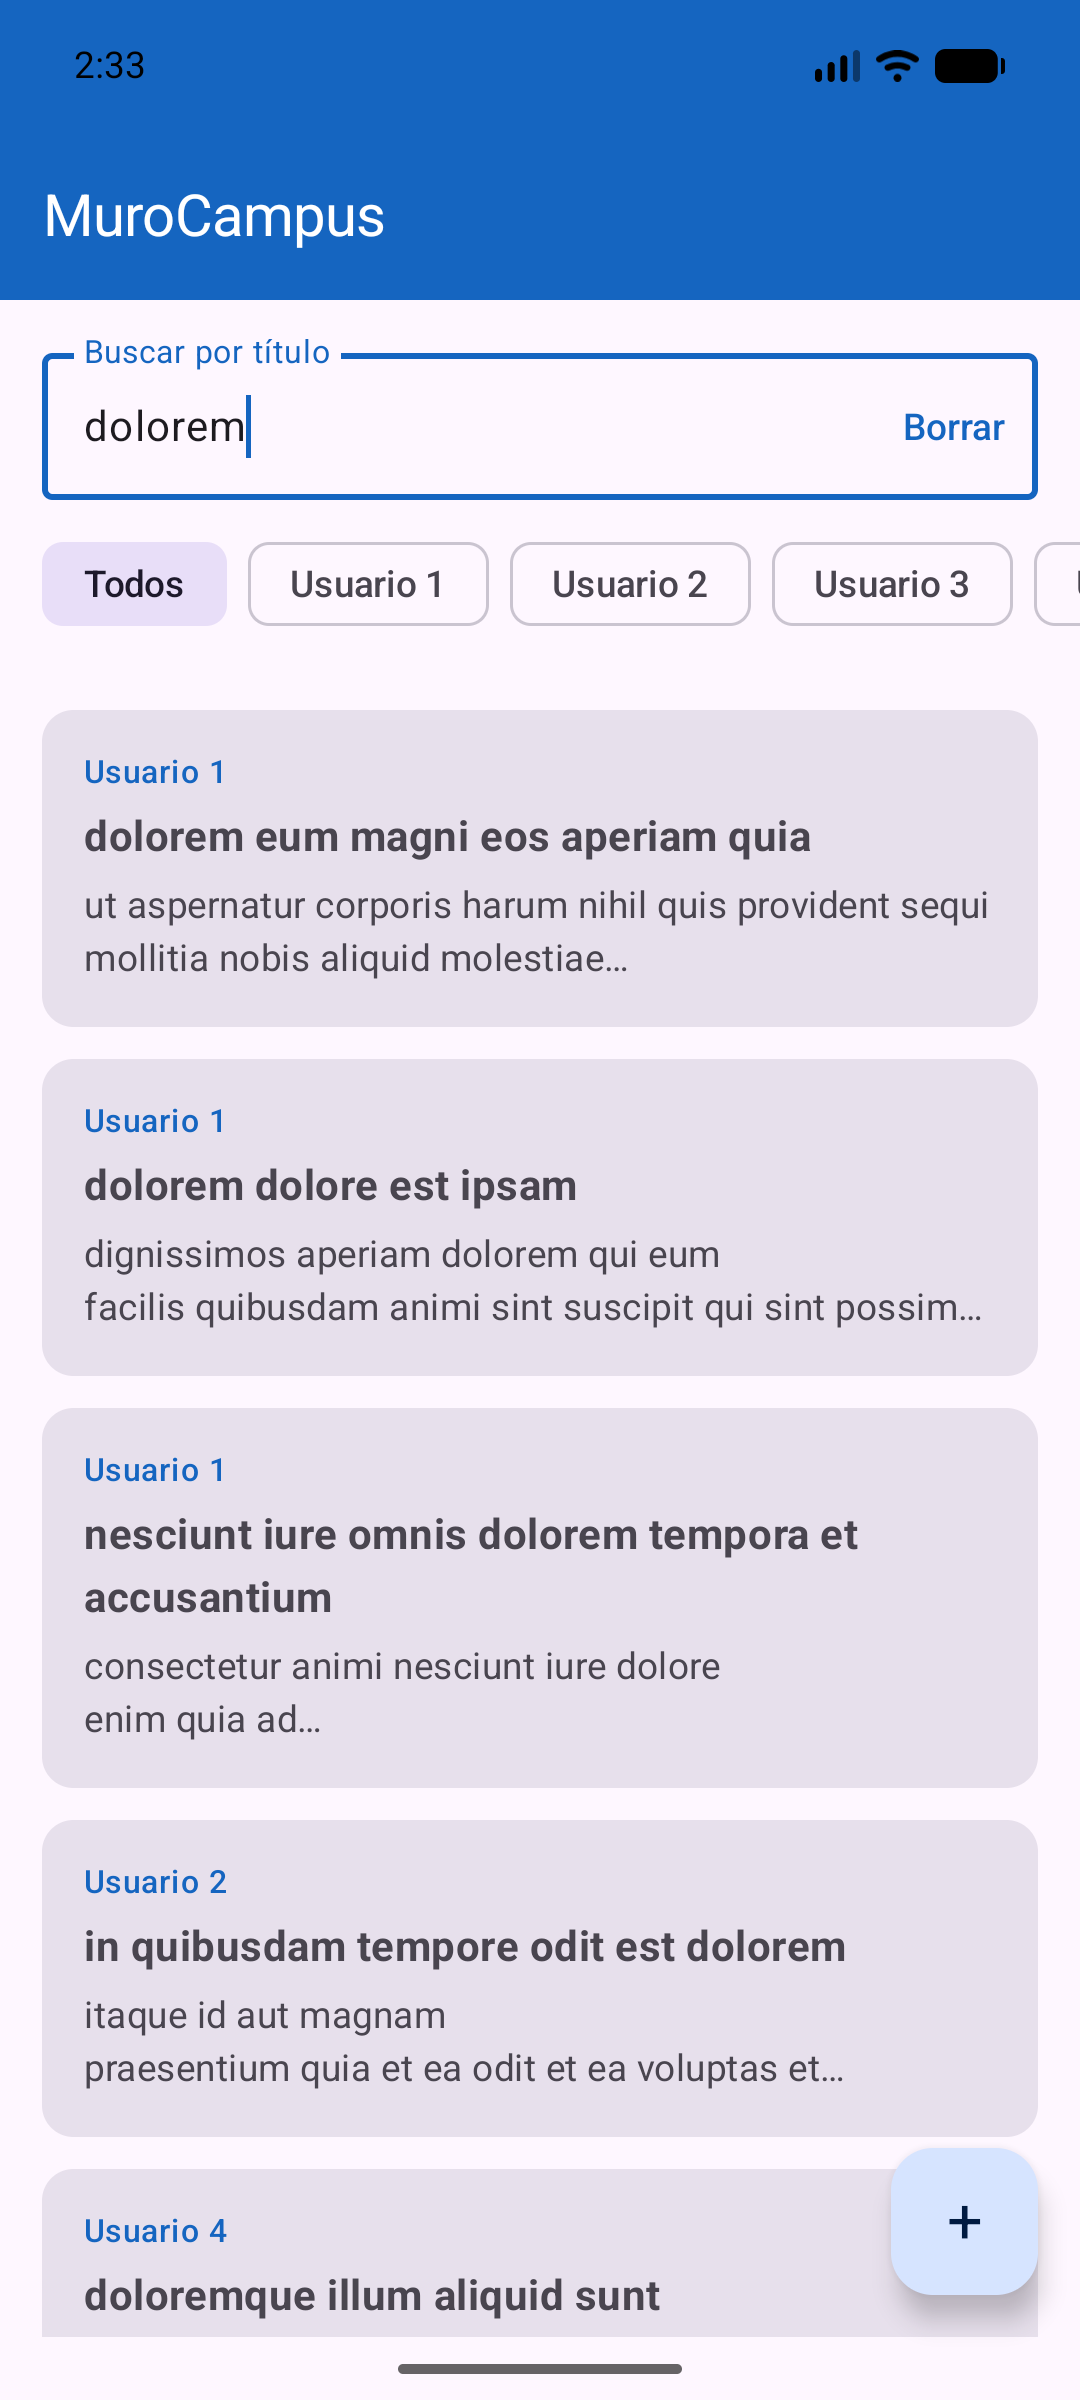 2:33
MuroCampus
Buscar por título
dolorem
Borrar
Todos
Usuario 1
Usuario 2
Usuario 3
Usuario 1
dolorem eum magni eos aperiam quia
ut aspernatur corporis harum nihil quis provident sequi
mollitia nobis aliquid molestiae…
Usuario 1
dolorem dolore est ipsam
dignissimos aperiam dolorem qui eum
facilis quibusdam animi sint suscipit qui sint possim…
Usuario 1
nesciunt iure omnis dolorem tempora et
accusantium
consectetur animi nesciunt iure dolore
enim quia ad…
Usuario 2
in quibusdam tempore odit est dolorem
itaque id aut magnam
praesentium quia et ea odit et ea voluptas et…
Usuario 4
doloremque illum aliquid sunt
+